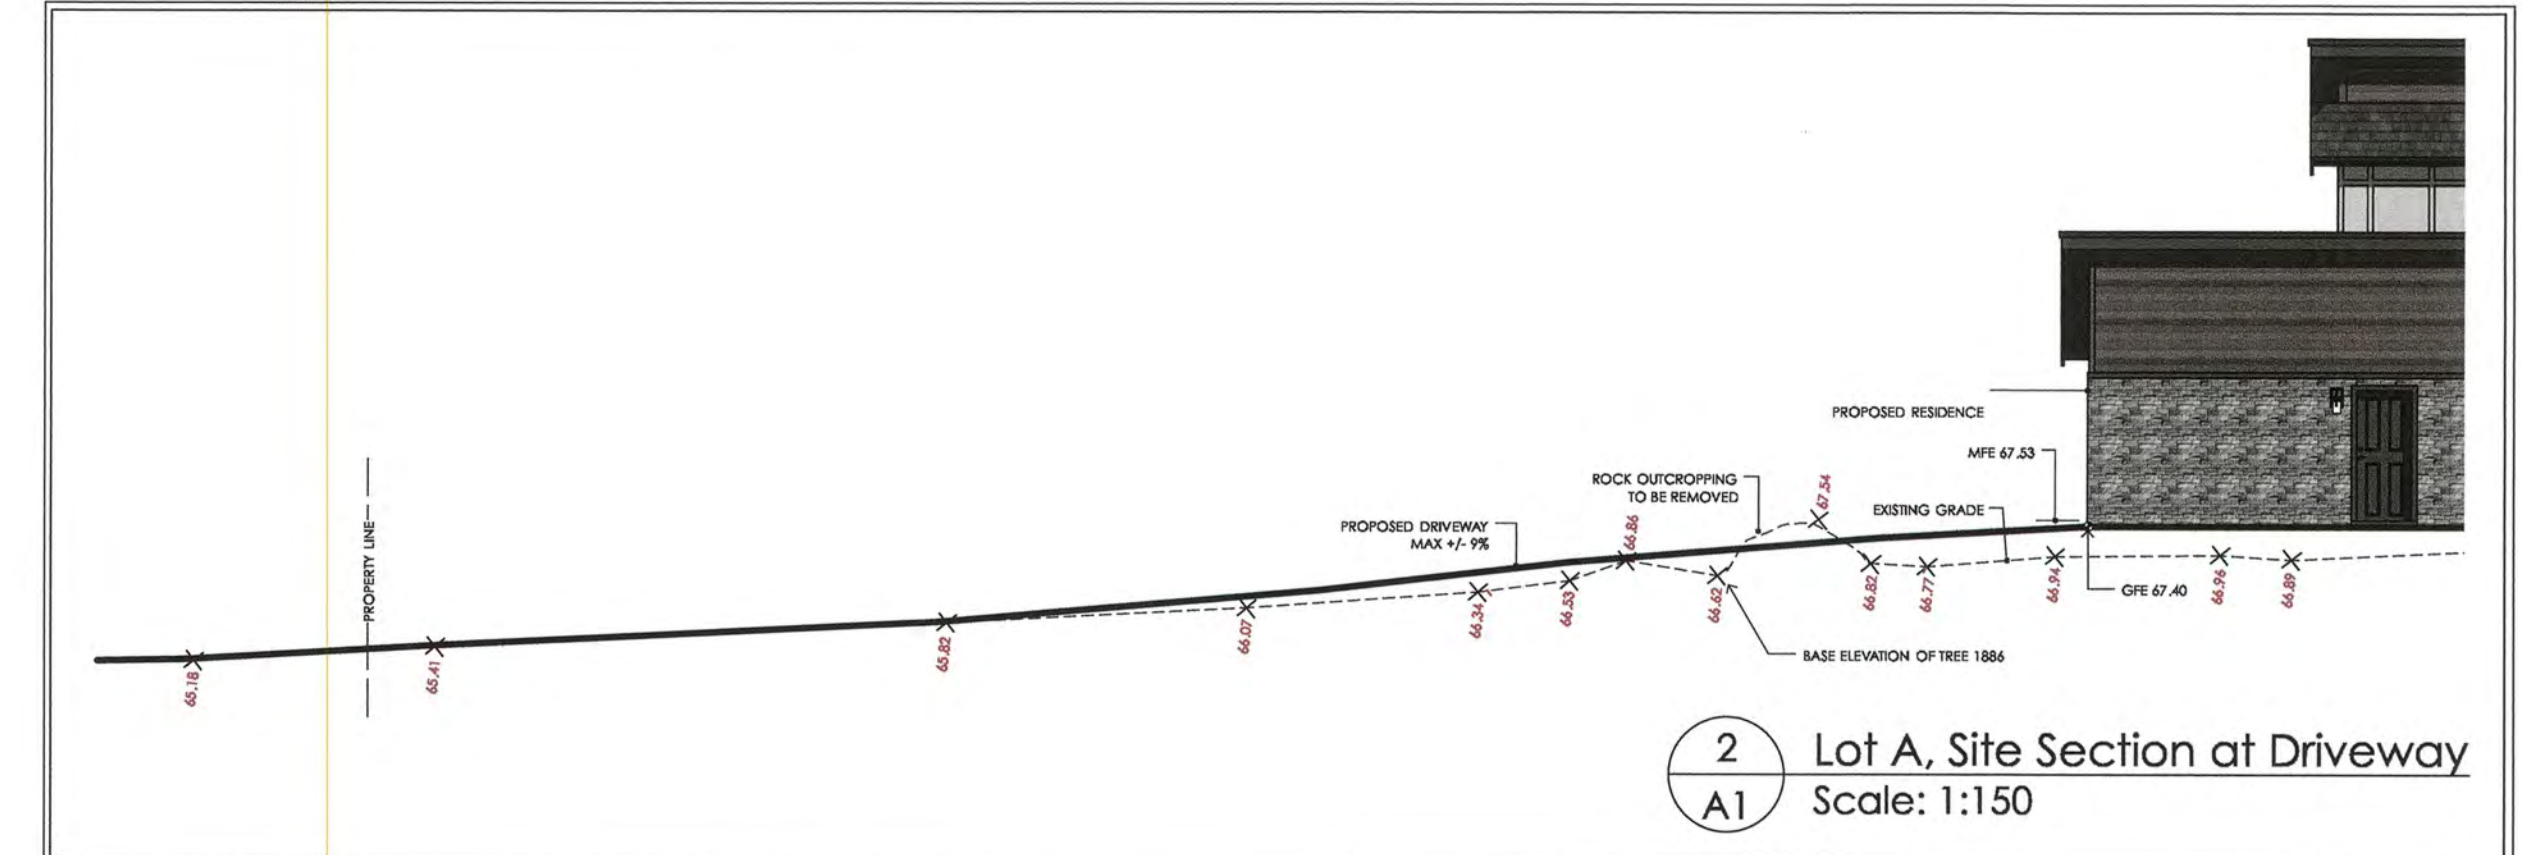 PROPOSED RESIDENCE
MFE 67.53
ROCK OUTCROPPING
TO BE REMOVED
67.54
EXISTING GRADE
PROPOSED DRIVEWAY
MAX +/- 9%
66.86
PROPERTY LINE
65.18
65.41
65.82
66.07
66.34
66.53
66.62
66.82
66.77
66.94
GFE 67.40
66.96
66.89
BASE ELEVATION OF TREE 1886
2
A1
Lot A, Site Section at Driveway
Scale: 1:150